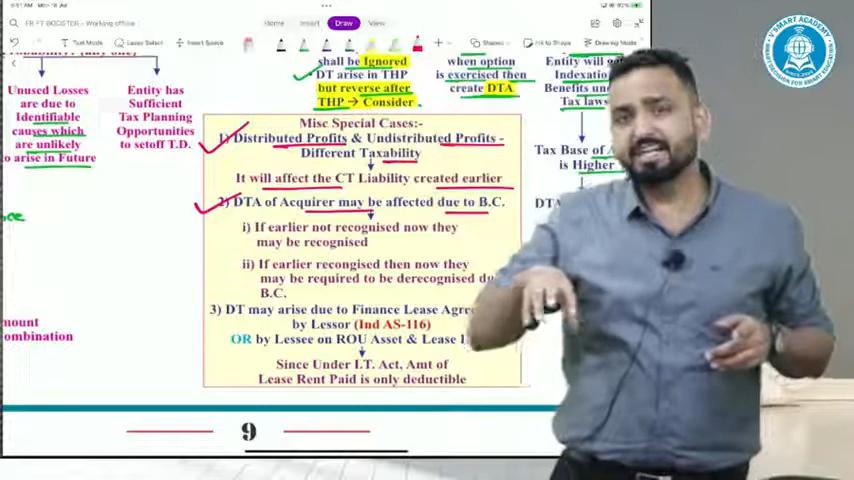 FR FT BOOSTER - Working office
Home Insert Draw View
Text Mode Lasso Select Insert Space Shapes Ink to Shape Drawing Mode
Unused Losses
are due to
Identifiable
causes which
are unlikely
o arise in Future
Entity has
Sufficient
Tax Planning
Opportunities
to setoff T.D.
shall be Ignored
DT arise in THP
but reverse after
THP → Consider
when option
is exercised then
create DTA
Entity will ge
Indexation
Benefits und
Tax laws
Tax Base of A
is Higher
DTA
Misc Special Cases:-
1) Distributed Profits & Undistributed Profits -
Different Taxability
It will affect the CT Liability created earlier
2) DTA of Acquirer may be affected due to B.C.
i) If earlier not recognised now they
may be recognised
ii) If earlier recongised then now they
may be required to be derecognised du
B.C.
3) DT may arise due to Finance Lease Agre
by Lessor (Ind AS-116)
OR by Lessee on ROU Asset & Lease L
Since Under I.T. Act, Amt of
Lease Rent Paid is only deductible
mount
ombination
9
V'SMART ACADEMY